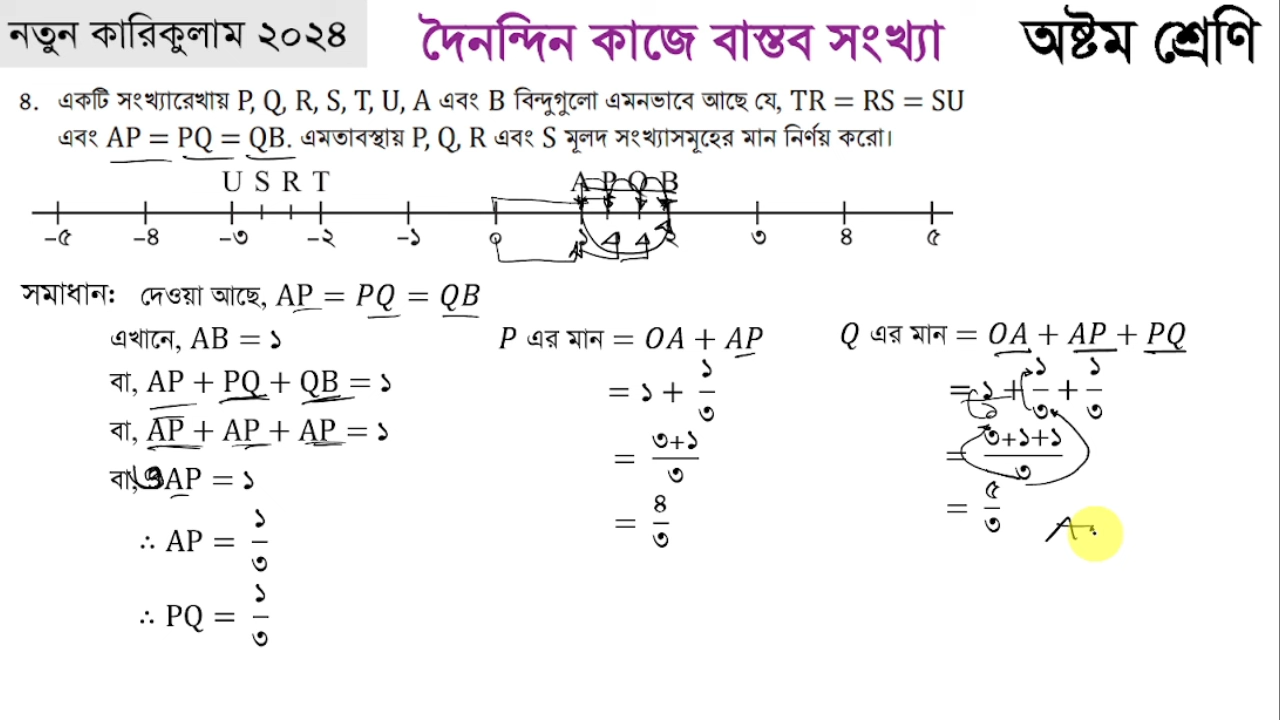 নতুন কারিকুলাম ২০২৪
দৈনন্দিন কাজে বাস্তব সংখ্যা
অষ্টম শ্রেণি
৪. একটি সংখ্যারেখায় P, Q, R, S, T, U, A এবং B বিন্দুগুলো এমনভাবে আছে যে, TR = RS = SU
এবং AP = PQ = QB. এমতাবস্থায় P, Q, R এবং S মূলদ সংখ্যাসমূহের মান নির্ণয় করো।
U S R T A P Q B
–৫ –৪ –৩ –২ –১ ০ ১ ২ ৩ ৪ ৫
সমাধান: দেওয়া আছে, AP = PQ = QB
এখানে, AB = ১
বা, AP + PQ + QB = ১
বা, AP + AP + AP = ১
বা, ৩AP = ১
∴ AP = ১/৩
∴ PQ = ১/৩
P এর মান = OA + AP
= ১ + ১/৩
= ৩+১/৩
= ৪/৩
Q এর মান = OA + AP + PQ
= ১ + ১/৩ + ১/৩
= ৩+১+১/৩
= ৫/৩